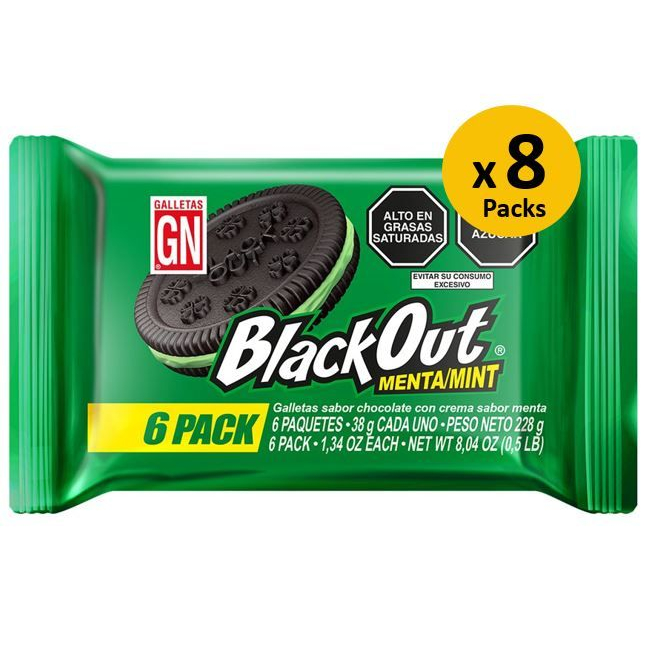 x 8
Packs
GALLETAS
GN
®
ALTO EN
GRASAS
SATURADAS
AZÚCAR
EVITAR SU CONSUMO
EXCESIVO
BlackOut®
MENTA/MINT
Galletas sabor chocolate con crema sabor menta
6 PACK
6 PAQUETES • 38 g CADA UNO • PESO NETO 228 g
6 PACK • 1,34 OZ EACH • NET WT 8,04 OZ (0,5 LB)